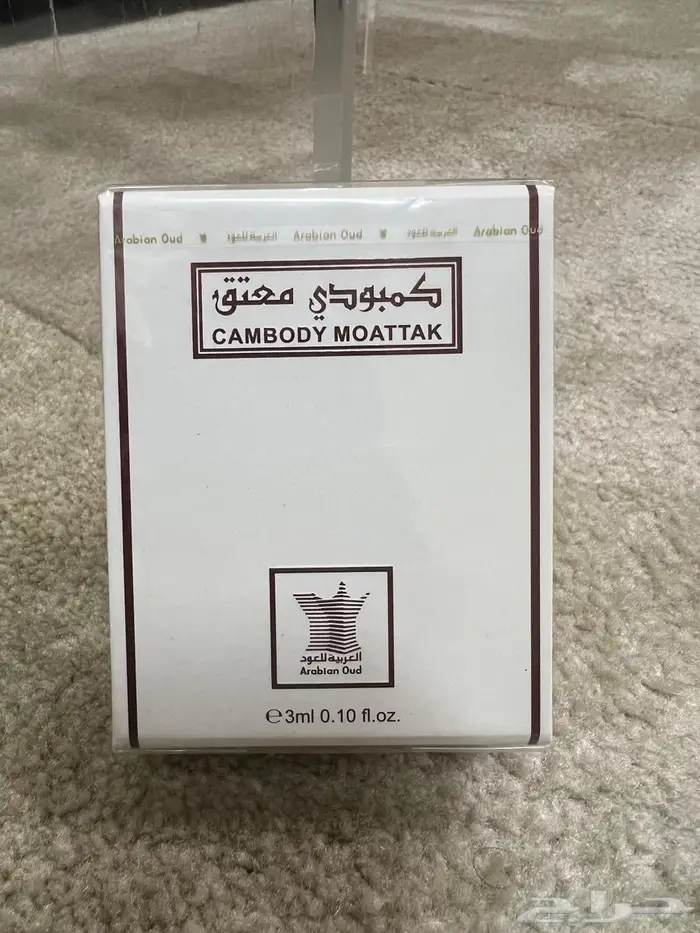 Arabian Oud العربية للعود Arabian Oud العربية للعود Arabian Oud
كمبودي معتق
CAMBODY MOATTAK
العربية للعود
Arabian Oud
℮3ml 0.10 fl.oz.
حراج